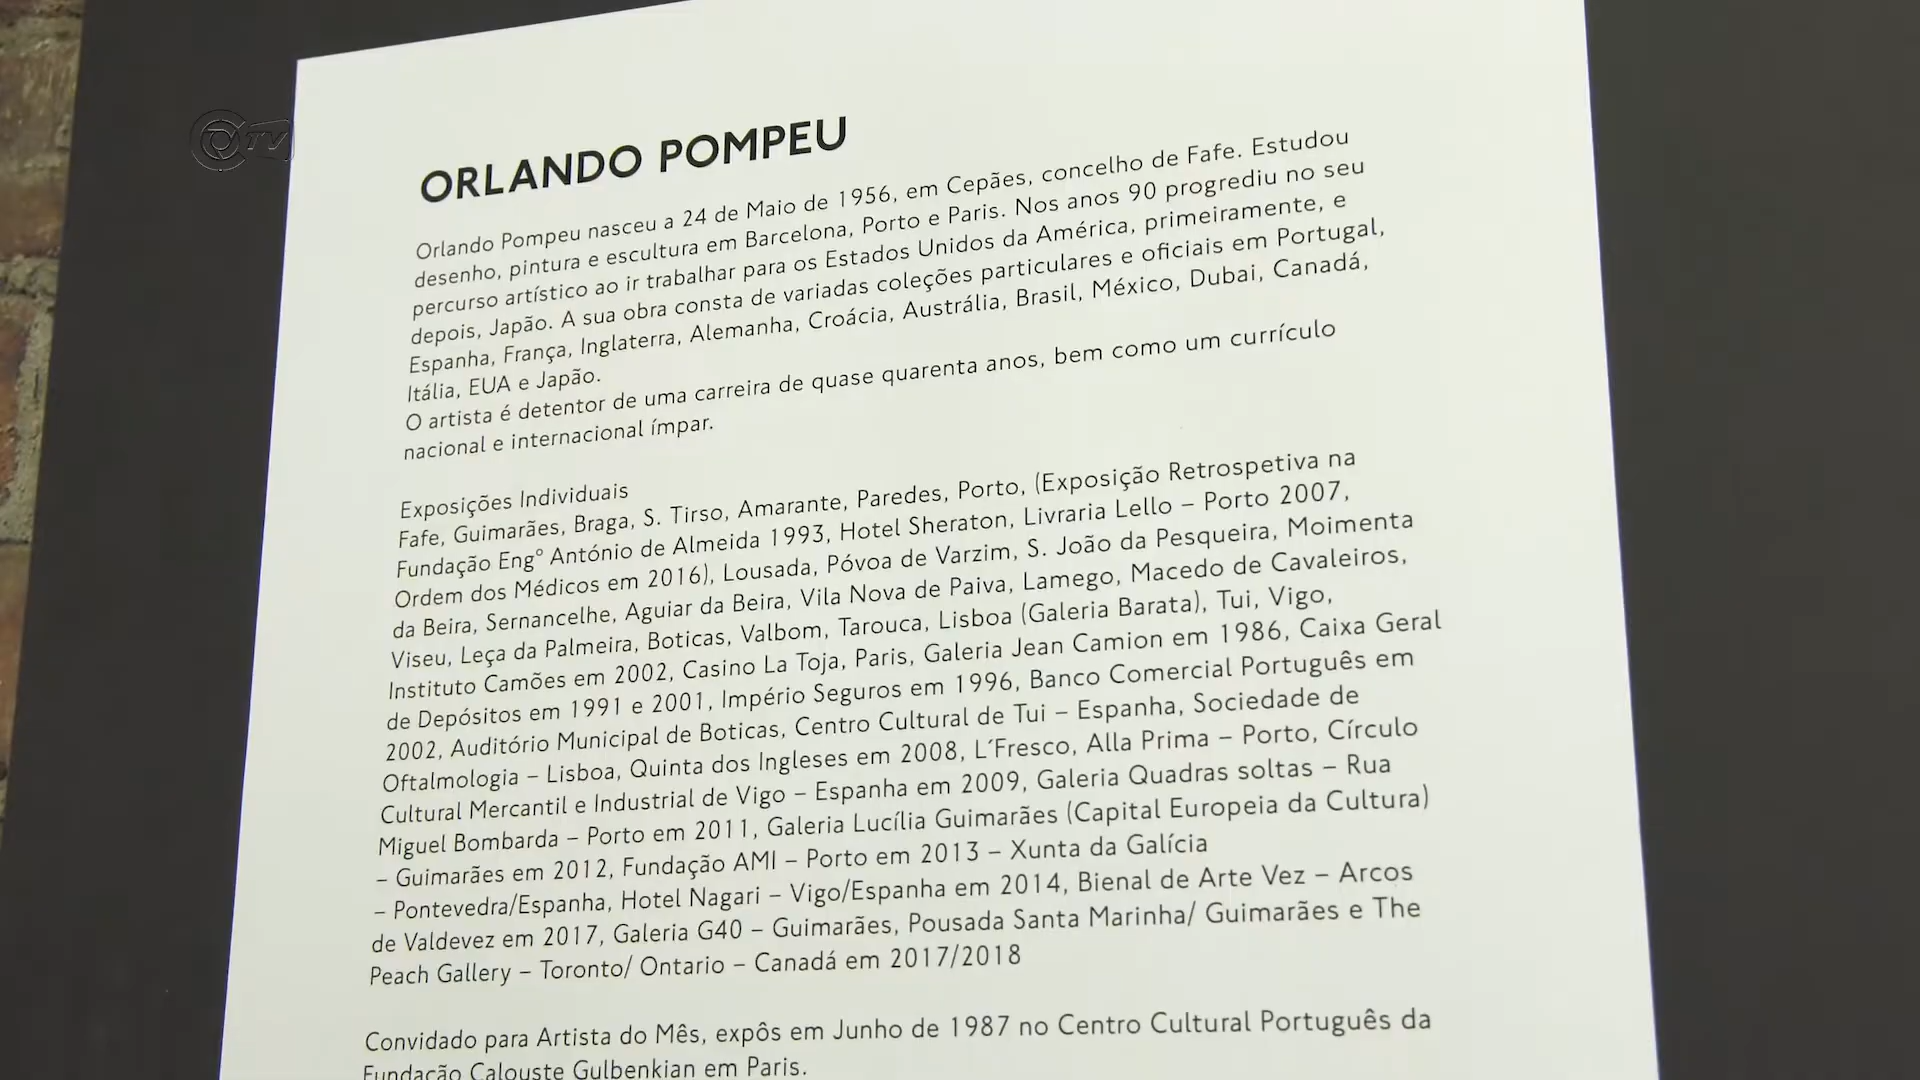 TV
ORLANDO POMPEU
Orlando Pompeu nasceu a 24 de Maio de 1956, em Cepães, concelho de Fafe. Estudou
desenho, pintura e escultura em Barcelona, Porto e Paris. Nos anos 90 progrediu no seu
percurso artístico ao ir trabalhar para os Estados Unidos da América, primeiramente, e
depois, Japão. A sua obra consta de variadas coleções particulares e oficiais em Portugal,
Espanha, França, Inglaterra, Alemanha, Croácia, Austrália, Brasil, México, Dubai, Canadá,
Itália, EUA e Japão.
O artista é detentor de uma carreira de quase quarenta anos, bem como um currículo
nacional e internacional ímpar.
Exposições Individuais
Fafe, Guimarães, Braga, S. Tirso, Amarante, Paredes, Porto, (Exposição Retrospetiva na
Fundação Engº António de Almeida 1993, Hotel Sheraton, Livraria Lello – Porto 2007,
Ordem dos Médicos em 2016), Lousada, Póvoa de Varzim, S. João da Pesqueira, Moimenta
da Beira, Sernancelhe, Aguiar da Beira, Vila Nova de Paiva, Lamego, Macedo de Cavaleiros,
Viseu, Leça da Palmeira, Boticas, Valbom, Tarouca, Lisboa (Galeria Barata), Tui, Vigo,
Instituto Camões em 2002, Casino La Toja, Paris, Galeria Jean Camion em 1986, Caixa Geral
de Depósitos em 1991 e 2001, Império Seguros em 1996, Banco Comercial Português em
2002, Auditório Municipal de Boticas, Centro Cultural de Tui – Espanha, Sociedade de
Oftalmologia – Lisboa, Quinta dos Ingleses em 2008, L´Fresco, Alla Prima – Porto, Círculo
Cultural Mercantil e Industrial de Vigo – Espanha em 2009, Galeria Quadras soltas – Rua
Miguel Bombarda – Porto em 2011, Galeria Lucília Guimarães (Capital Europeia da Cultura)
– Guimarães em 2012, Fundação AMI – Porto em 2013 – Xunta da Galícia
– Pontevedra/Espanha, Hotel Nagari – Vigo/Espanha em 2014, Bienal de Arte Vez – Arcos
de Valdevez em 2017, Galeria G40 – Guimarães, Pousada Santa Marinha/ Guimarães e The
Peach Gallery – Toronto/ Ontario – Canadá em 2017/2018
Convidado para Artista do Mês, expôs em Junho de 1987 no Centro Cultural Português da
Fundação Calouste Gulbenkian em Paris.